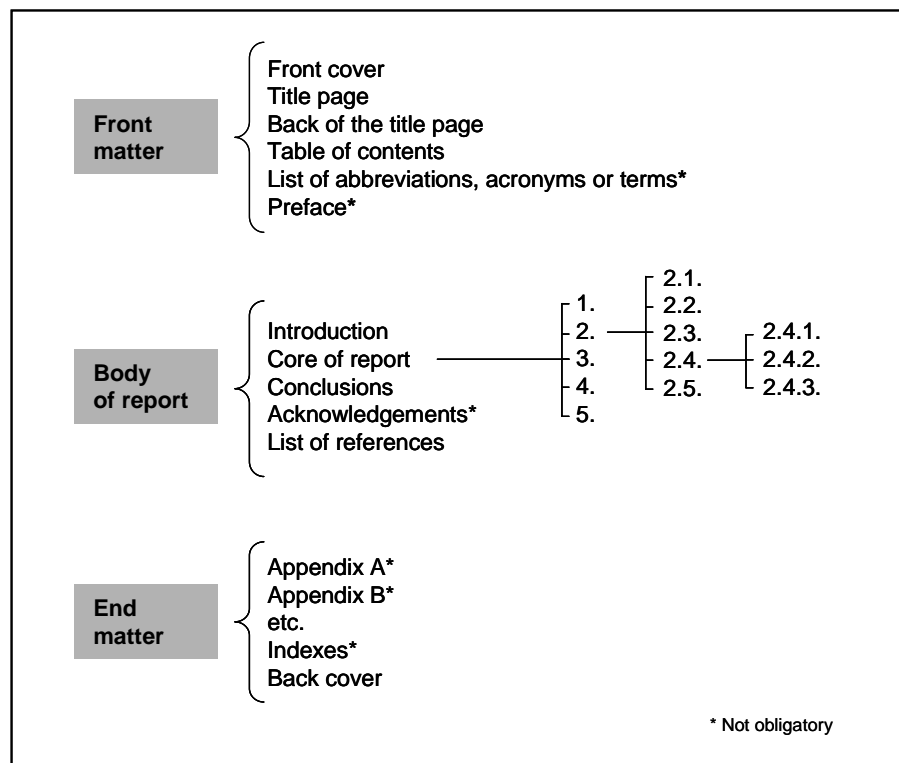 Front
matter
Front cover
Title page
Back of the title page
Table of contents
List of abbreviations, acronyms or terms*
Preface*
Body
of report
Introduction
Core of report
Conclusions
Acknowledgements*
List of references
1.
2.
3.
4.
5.
2.1.
2.2.
2.3.
2.4.
2.5.
2.4.1.
2.4.2.
2.4.3.
End
matter
Appendix A*
Appendix B*
etc.
Indexes*
Back cover
* Not obligatory